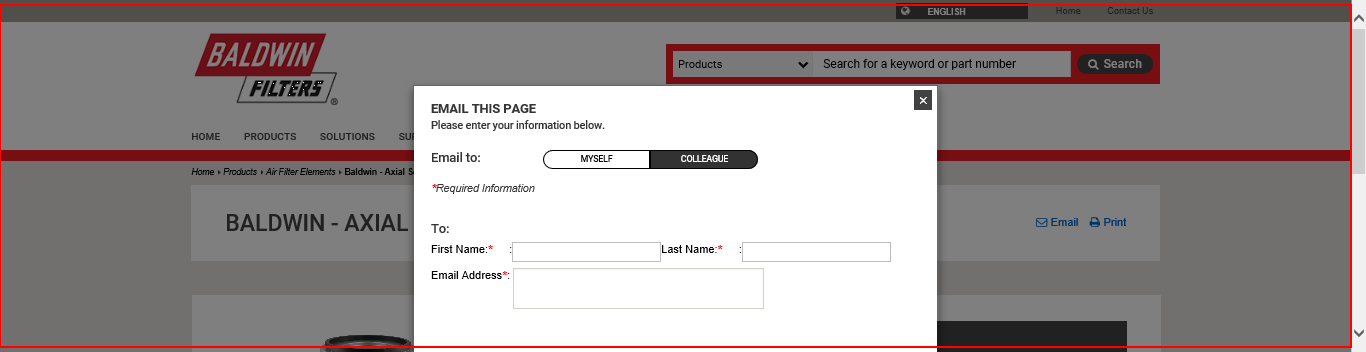 ENGLISH Home Contact Us
BALDWIN
FILTERS®
Products Search for a keyword or part number Search
EMAIL THIS PAGE
Please enter your information below.
HOME PRODUCTS SOLUTIONS SU
Email to: MYSELF COLLEAGUE
Home Products Air Filter Elements Baldwin - Axial S
*Required Information
BALDWIN - AXIAL
Email Print
To:
First Name:* : Last Name:* :
Email Address*: